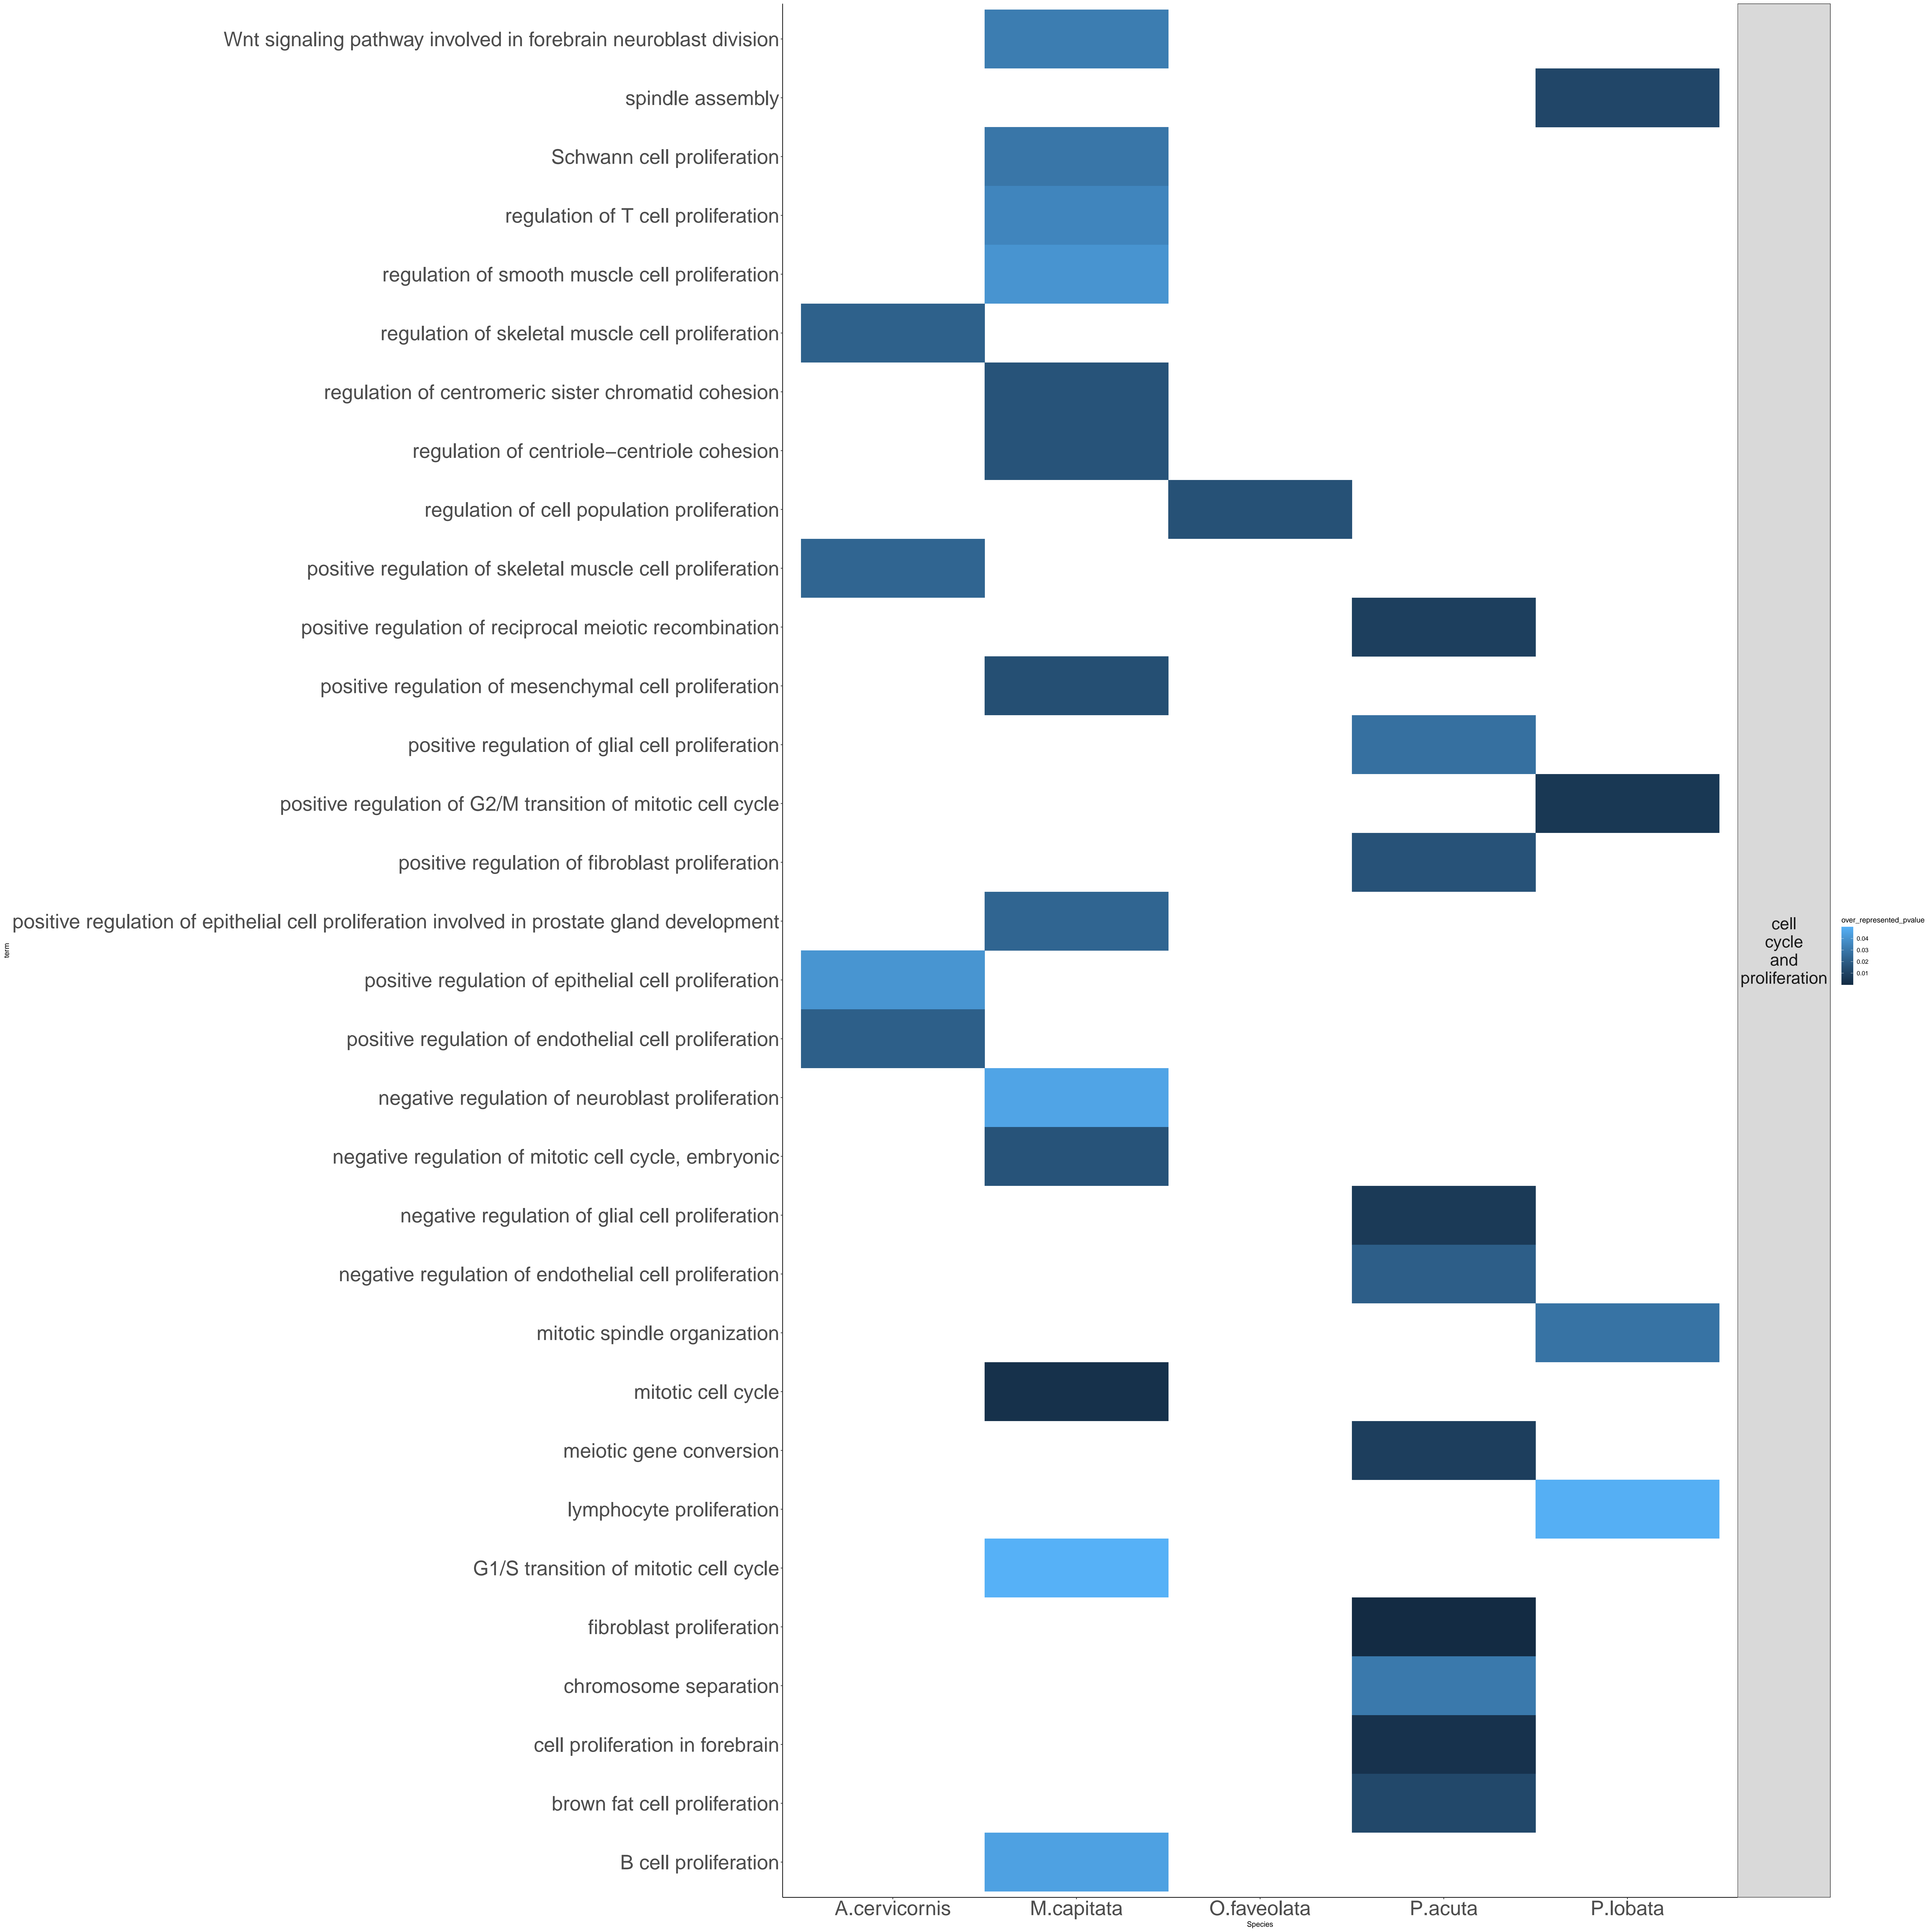 Wnt signaling pathway involved in forebrain neuroblast division
spindle assembly
Schwann cell proliferation
regulation of T cell proliferation
regulation of smooth muscle cell proliferation
regulation of skeletal muscle cell proliferation
regulation of centromeric sister chromatid cohesion
regulation of centriole−centriole cohesion
regulation of cell population proliferation
positive regulation of skeletal muscle cell proliferation
positive regulation of reciprocal meiotic recombination
positive regulation of mesenchymal cell proliferation
positive regulation of glial cell proliferation
positive regulation of G2/M transition of mitotic cell cycle
positive regulation of fibroblast proliferation
positive regulation of epithelial cell proliferation involved in prostate gland development
positive regulation of epithelial cell proliferation
positive regulation of endothelial cell proliferation
negative regulation of neuroblast proliferation
negative regulation of mitotic cell cycle, embryonic
negative regulation of glial cell proliferation
negative regulation of endothelial cell proliferation
mitotic spindle organization
mitotic cell cycle
meiotic gene conversion
lymphocyte proliferation
G1/S transition of mitotic cell cycle
fibroblast proliferation
chromosome separation
cell proliferation in forebrain
brown fat cell proliferation
B cell proliferation
term
A.cervicornis
M.capitata
O.faveolata
P.acuta
P.lobata
Species
cell
cycle
and
proliferation
over_represented_pvalue
0.04
0.03
0.02
0.01